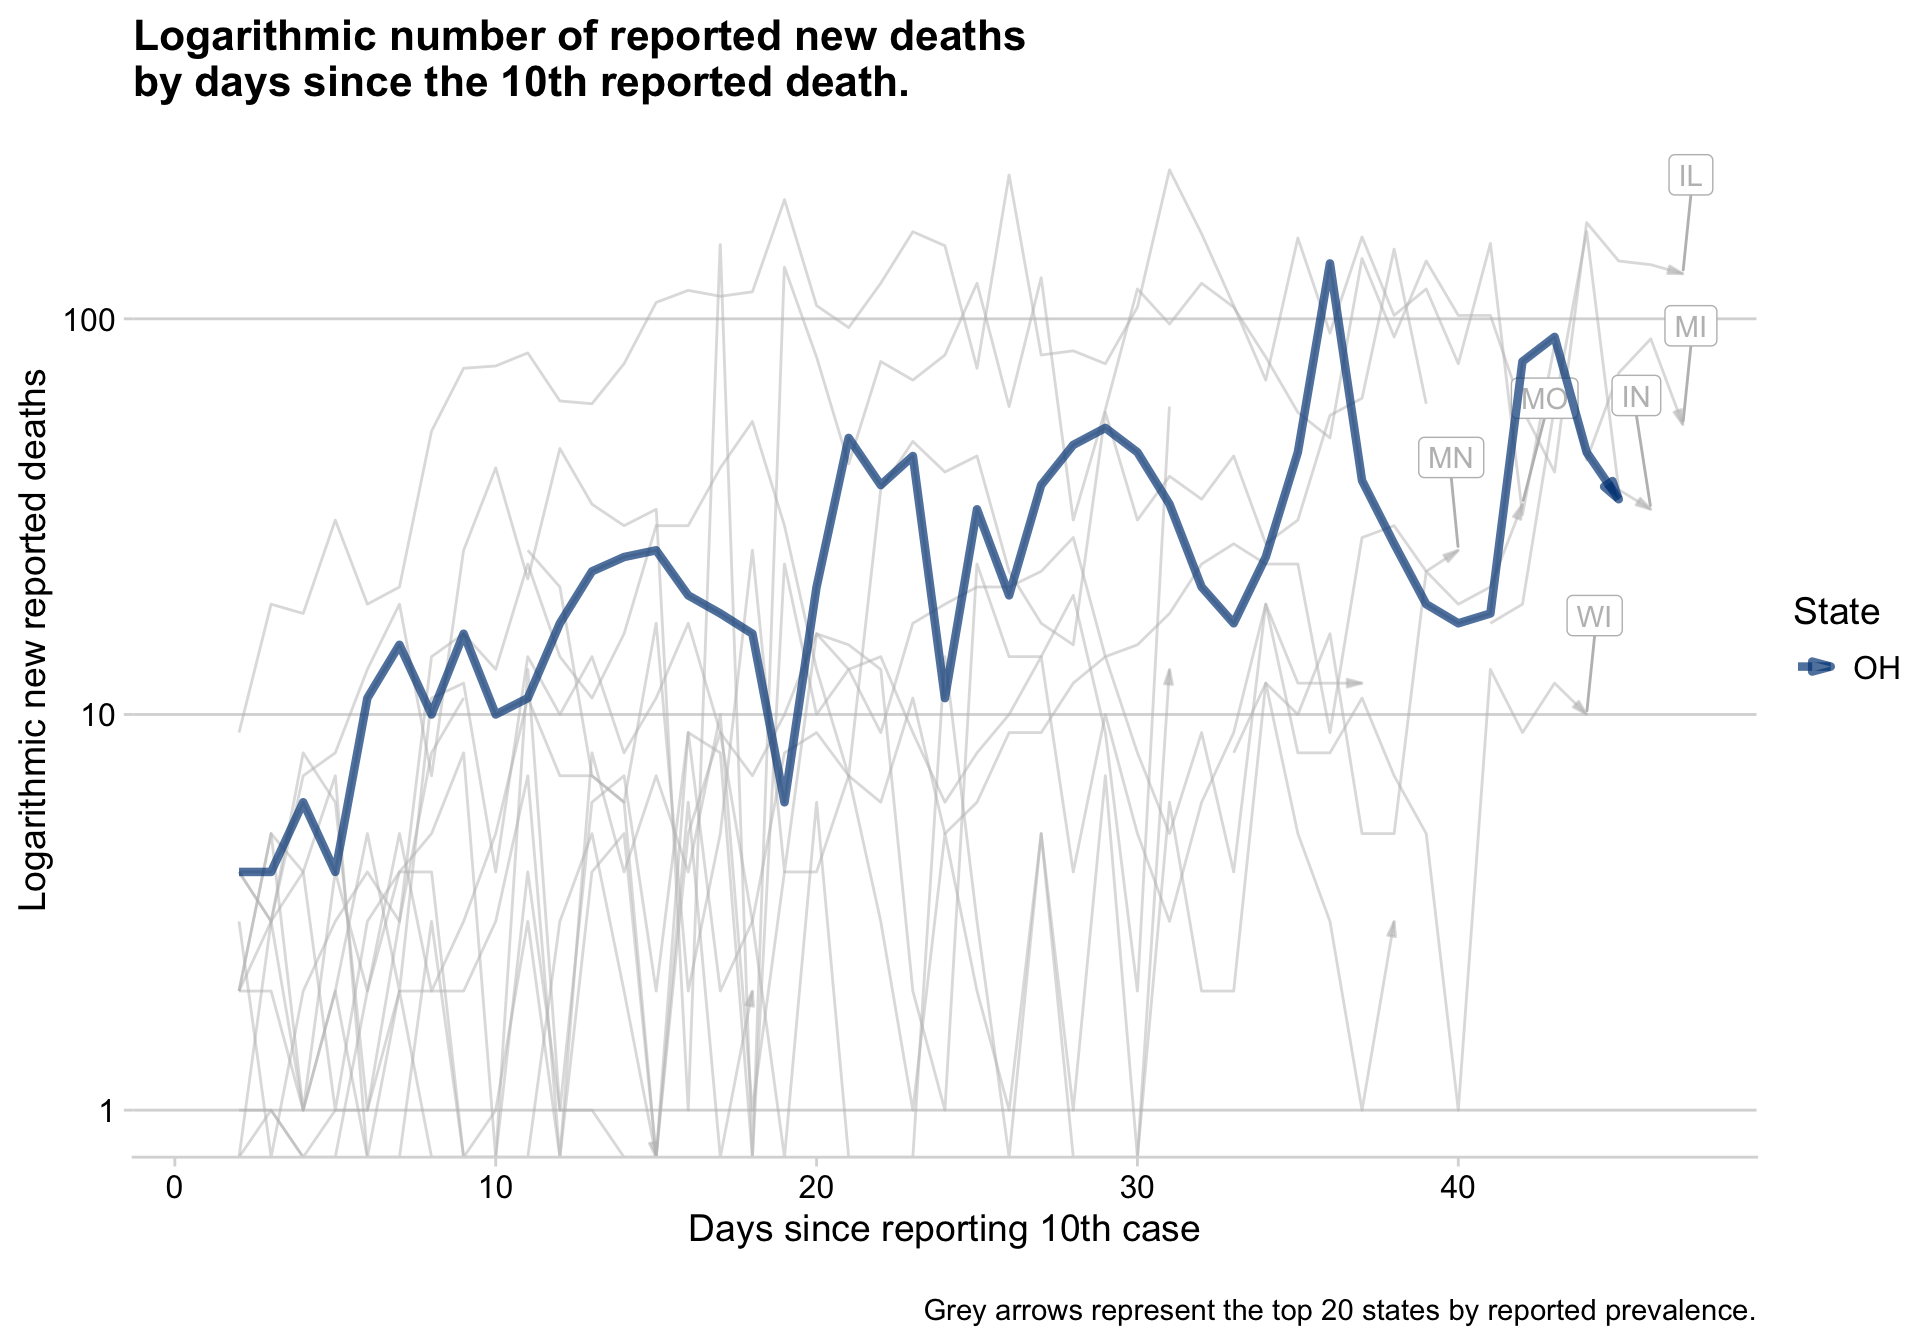 Logarithmic number of reported new deaths
by days since the 10th reported death.
IL
MI
MO
IN
MN
WI
100
10
1
Logarithmic new reported deaths
0
10
20
30
40
Days since reporting 10th case
State
OH
Grey arrows represent the top 20 states by reported prevalence.